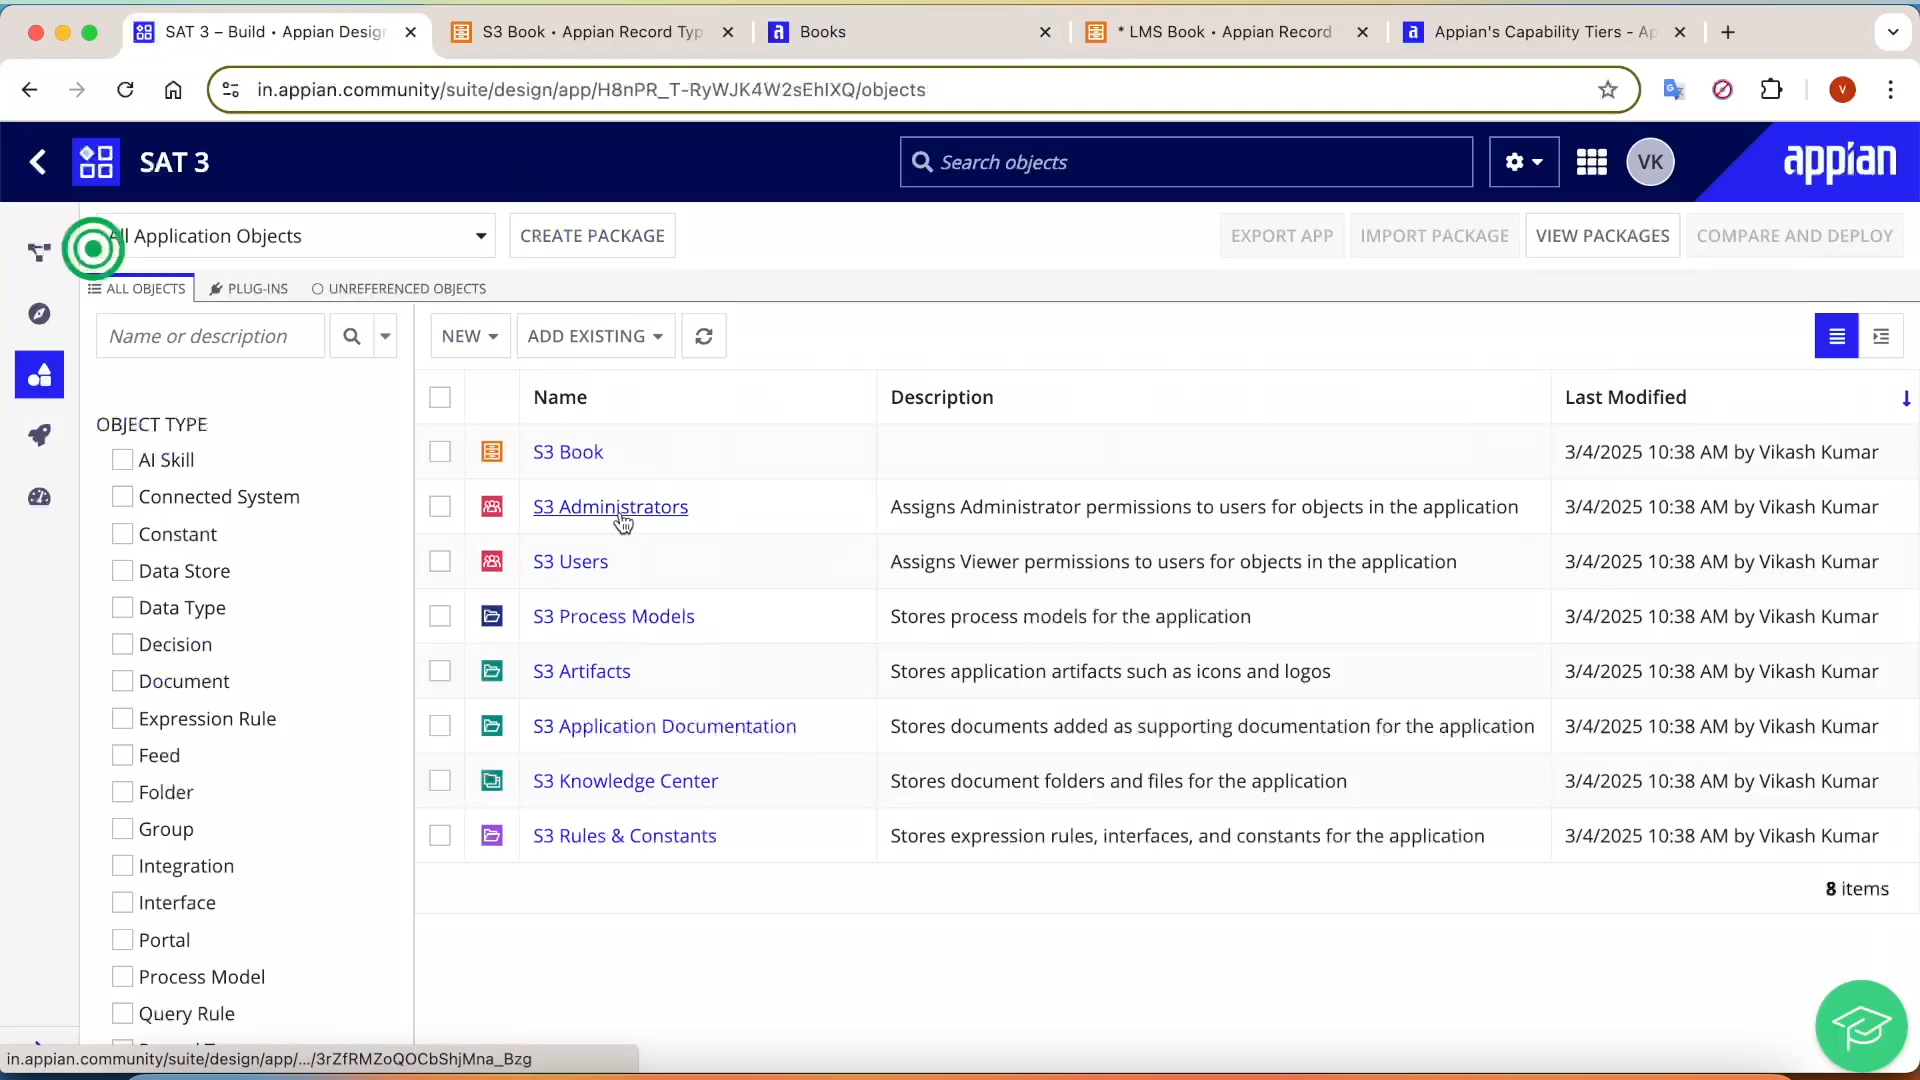 SAT 3 – Build • Appian Design
S3 Book • Appian Record Typ
Books
* LMS Book • Appian Record
Appian's Capability Tiers - Ap
in.appian.community/suite/design/app/H8nPR_T-RyWJK4W2sEhlXQ/objects
V
SAT 3
Search objects
VK
appian
All Application Objects
CREATE PACKAGE
EXPORT APP
IMPORT PACKAGE
VIEW PACKAGES
COMPARE AND DEPLOY
ALL OBJECTS
PLUG-INS
UNREFERENCED OBJECTS
Name or description
NEW
ADD EXISTING
OBJECT TYPE
AI Skill
Connected System
Constant
Data Store
Data Type
Decision
Document
Expression Rule
Feed
Folder
Group
Integration
Interface
Portal
Process Model
Query Rule
Name Description Last Modified
S3 Book 3/4/2025 10:38 AM by Vikash Kumar
S3 Administrators Assigns Administrator permissions to users for objects in the application 3/4/2025 10:38 AM by Vikash Kumar
S3 Users Assigns Viewer permissions to users for objects in the application 3/4/2025 10:38 AM by Vikash Kumar
S3 Process Models Stores process models for the application 3/4/2025 10:38 AM by Vikash Kumar
S3 Artifacts Stores application artifacts such as icons and logos 3/4/2025 10:38 AM by Vikash Kumar
S3 Application Documentation Stores documents added as supporting documentation for the application 3/4/2025 10:38 AM by Vikash Kumar
S3 Knowledge Center Stores document folders and files for the application 3/4/2025 10:38 AM by Vikash Kumar
S3 Rules & Constants Stores expression rules, interfaces, and constants for the application 3/4/2025 10:38 AM by Vikash Kumar
8 items
in.appian.community/suite/design/app/.../3rZfRMZoQOCbShjMna_Bzg